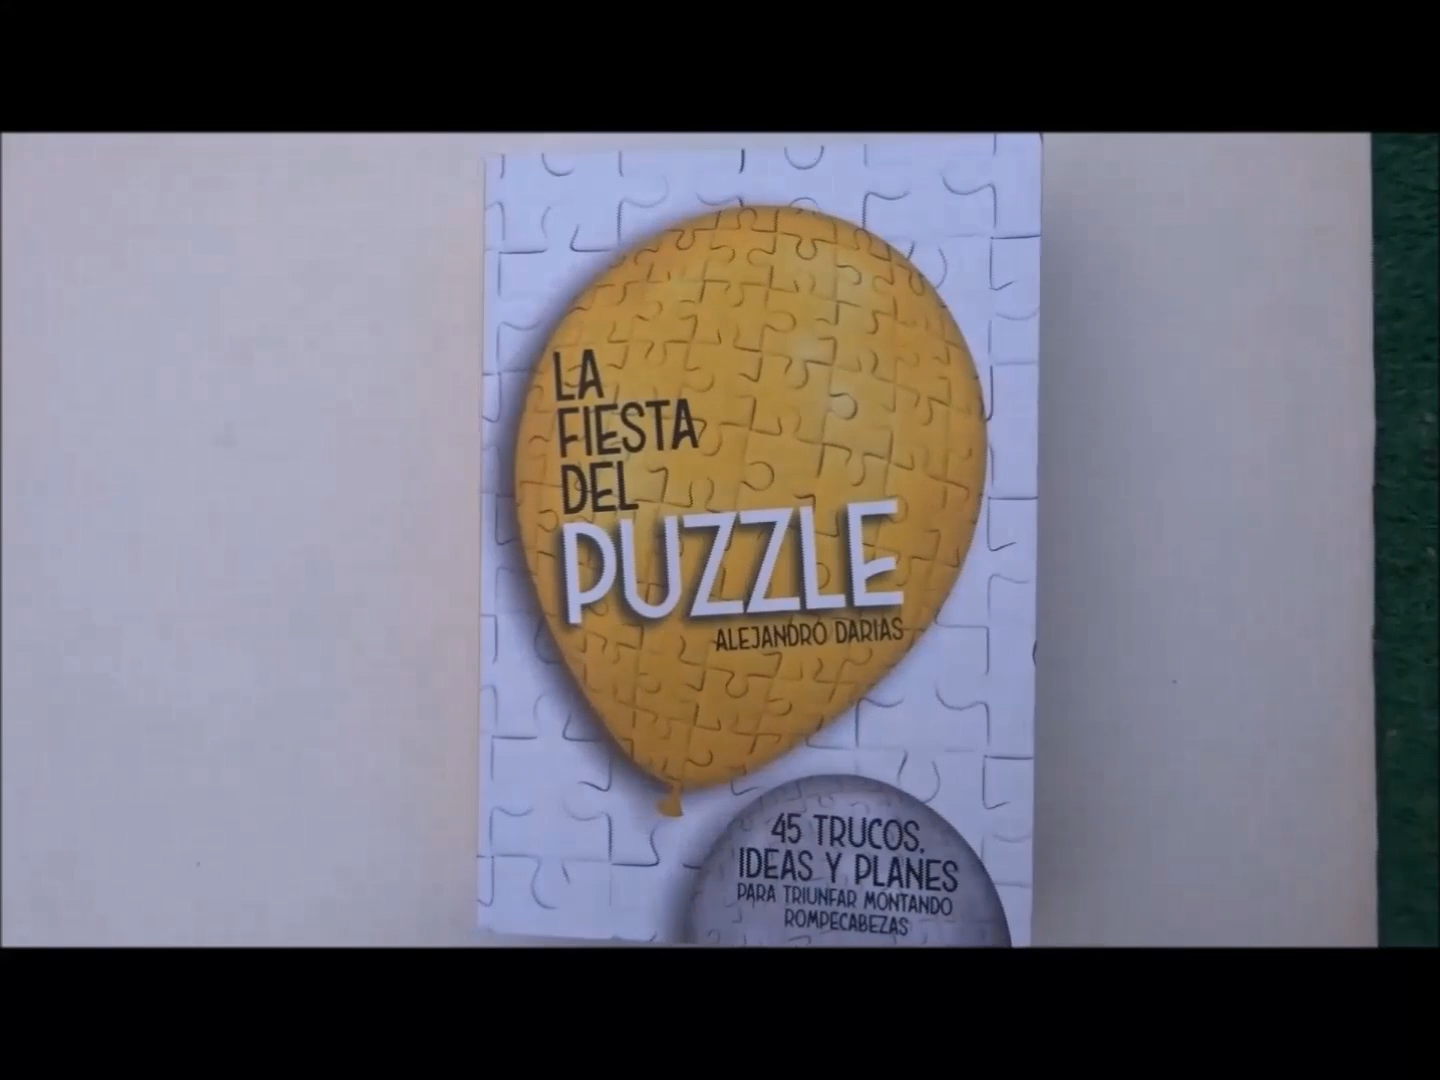 LA
FIESTA
DEL
PUZZLE
ALEJANDRO DARIAS
45 TRUCOS,
IDEAS Y PLANES
PARA TRIUNFAR MONTANDO
ROMPECABEZAS